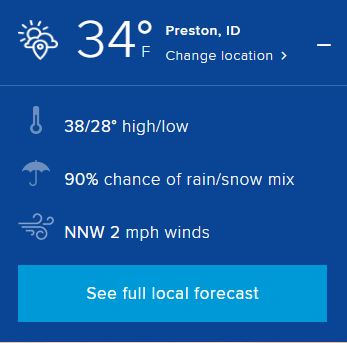 34°
F
Preston, ID
Change location >
38/28° high/low
90% chance of rain/snow mix
NNW 2 mph winds
See full local forecast